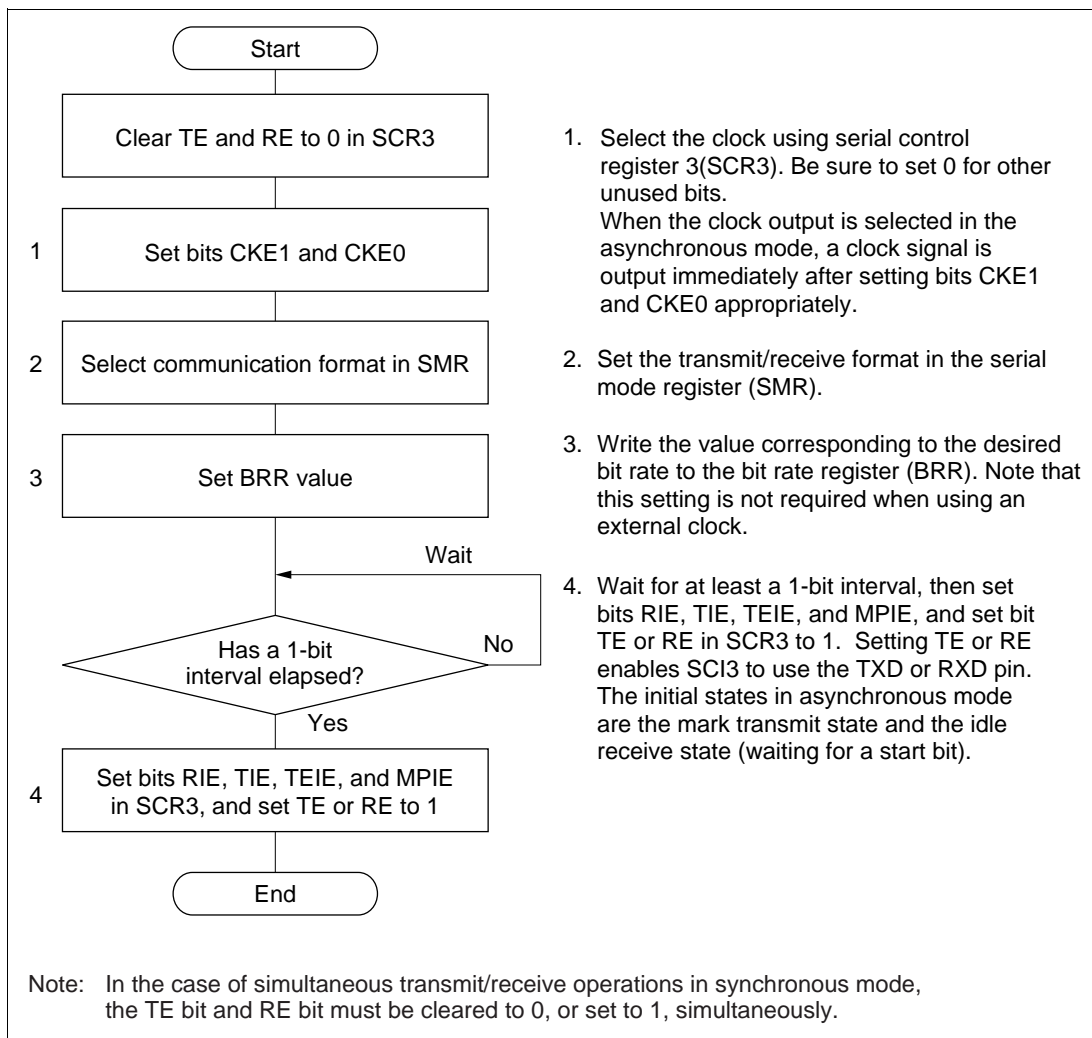 Start
Clear TE and RE to 0 in SCR3
1
Set bits CKE1 and CKE0
2
Select communication format in SMR
3
Set BRR value
Wait
Has a 1-bit
interval elapsed?
No
Yes
4
Set bits RIE, TIE, TEIE, and MPIE
in SCR3, and set TE or RE to 1
End
1. Select the clock using serial control
register 3(SCR3). Be sure to set 0 for other
unused bits.
When the clock output is selected in the
asynchronous mode, a clock signal is
output immediately after setting bits CKE1
and CKE0 appropriately.
2. Set the transmit/receive format in the serial
mode register (SMR).
3. Write the value corresponding to the desired
bit rate to the bit rate register (BRR). Note that
this setting is not required when using an
external clock.
4. Wait for at least a 1-bit interval, then set
bits RIE, TIE, TEIE, and MPIE, and set bit
TE or RE in SCR3 to 1. Setting TE or RE
enables SCI3 to use the TXD or RXD pin.
The initial states in asynchronous mode
are the mark transmit state and the idle
receive state (waiting for a start bit).
Note: In the case of simultaneous transmit/receive operations in synchronous mode,
the TE bit and RE bit must be cleared to 0, or set to 1, simultaneously.